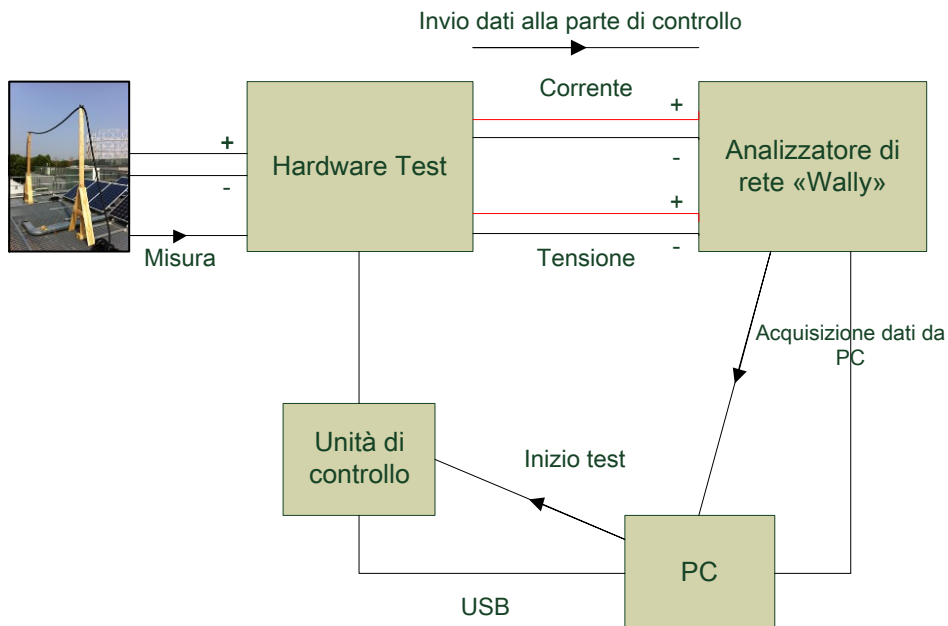 Invio dati alla parte di controllo
Corrente
+
-
Hardware Test
+
-
Misura
+
-
Tensione
Analizzatore di
rete «Wally»
Acquisizione dati da
PC
Unità di
controllo
Inizio test
PC
USB